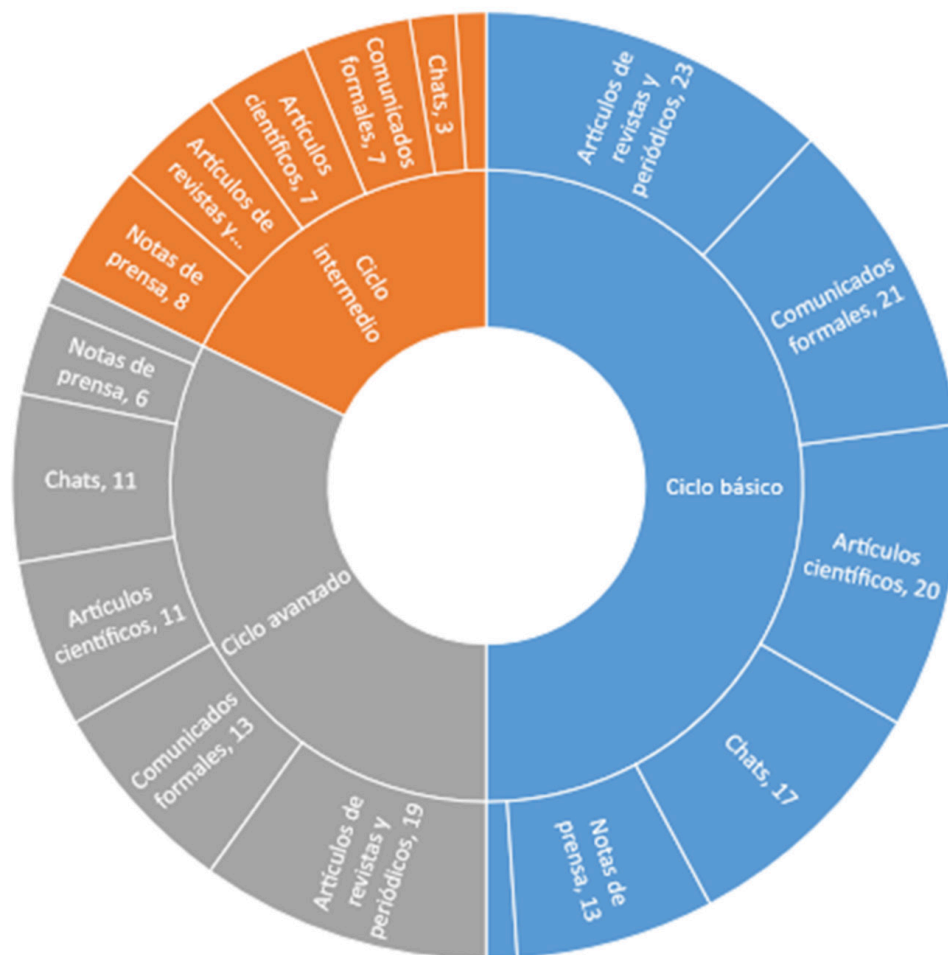 Artículos de
revistas y
periódicos, 23
Comunicados
formales, 21
Artículos
científicos, 20
Chats, 17
Notas de
prensa, 13
Ciclo básico
Artículos de
revistas y
periódicos, 19
Comunicados
formales, 13
Artículos
científicos, 11
Chats, 11
Notas de
prensa, 6
Ciclo avanzado
Notas de
prensa, 8
Artículos de
revistas y...
Artículos
científicos, 7
Comunicados
formales, 7
Chats, 3
Ciclo
intermedio